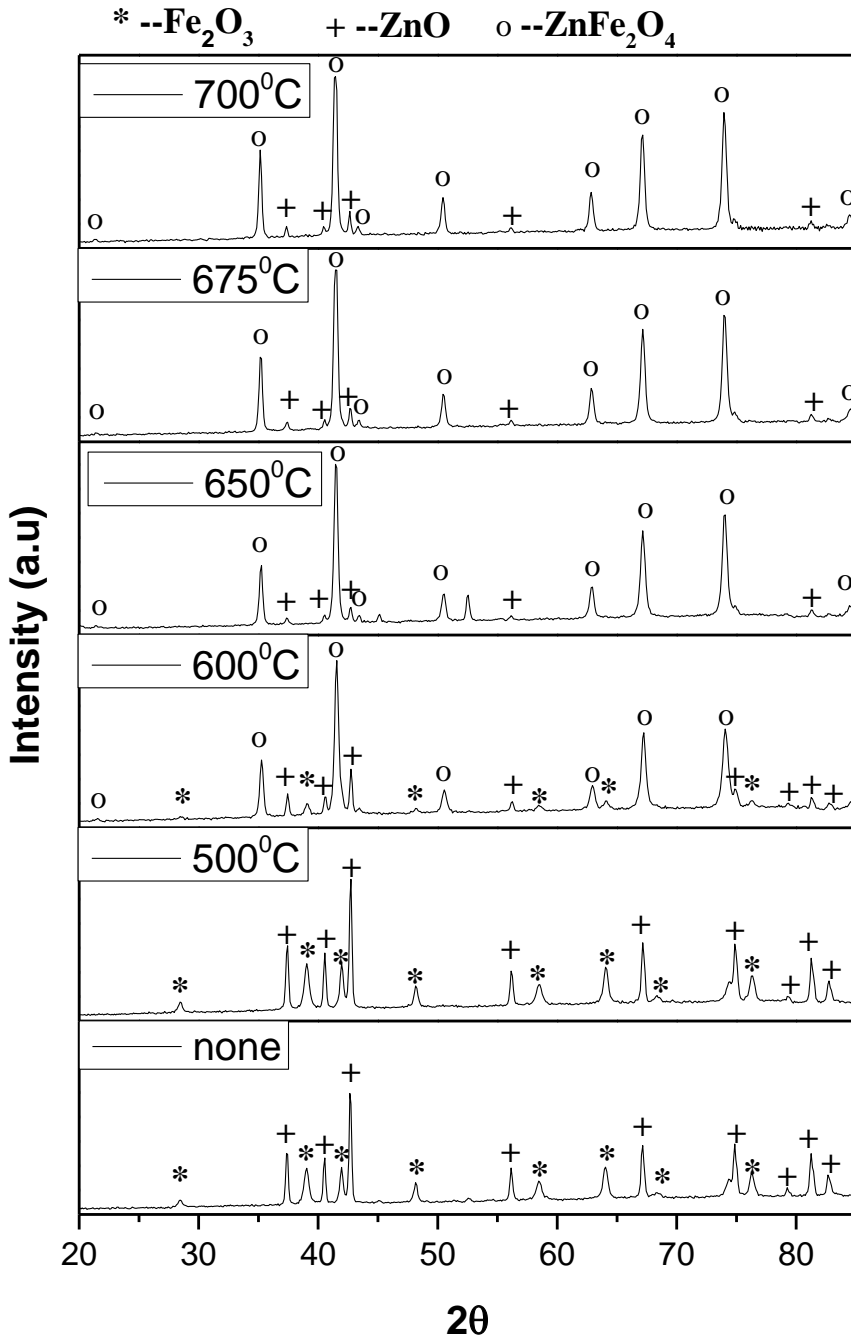 * --Fe₂O₃ + --ZnO o --ZnFe₂O₄
700⁰C
675⁰C
650⁰C
600⁰C
500⁰C
none
Intensity (a.u)
20 30 40 50 60 70 80
2θ